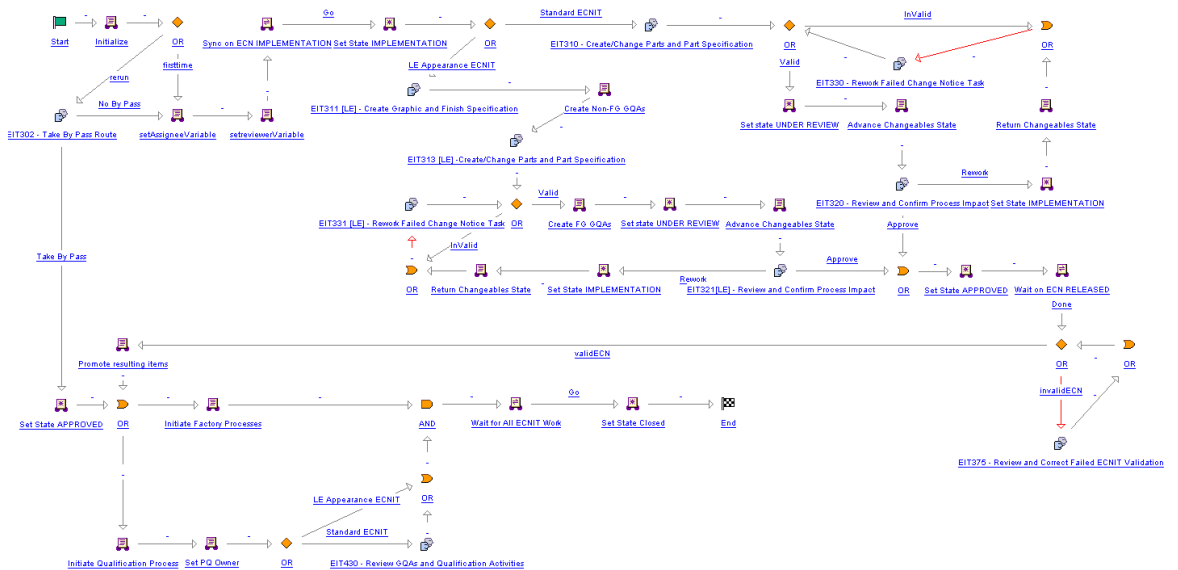 Go
Standard ECNIT
InValid
Start
Initialize
OR
Sync on ECN IMPLEMENTATION
Set State IMPLEMENTATION
OR
EIT310 - Create/Change Parts and Part Specification
OR
OR
firsttime
LE Appearance ECNIT
Valid
rerun
EIT330 - Rework Failed Change Notice Task
No By Pass
EIT311 [LE] - Create Graphic and Finish Specification
Create Non-FG GQAs
EIT302 - Take By Pass Route
setAssigneeVariable
setreviewerVariable
Set state UNDER REVIEW
Advance Changeables State
Return Changeables State
EIT313 [LE] -Create/Change Parts and Part Specification
Rework
Valid
EIT320 - Review and Confirm Process Impact
Set State IMPLEMENTATION
EIT331 [LE] - Rework Failed Change Notice Task
OR
Create FG GQAs
Set state UNDER REVIEW
Advance Changeables State
Approve
InValid
Take By Pass
Approve
Rework
OR
Return Changeables State
Set State IMPLEMENTATION
EIT321[LE] - Review and Confirm Process Impact
OR
Set State APPROVED
Wait on ECN RELEASED
Done
validECN
Promote resulting items
OR
OR
invalidECN
Set State APPROVED
OR
Initiate Factory Processes
AND
Wait for All ECNIT Work
Go
Set State Closed
End
EIT375 - Review and Correct Failed ECNIT Validation
LE Appearance ECNIT
OR
Standard ECNIT
Initiate Qualification Process
Set PQ Owner
OR
EIT430 - Review GQAs and Qualification Activities